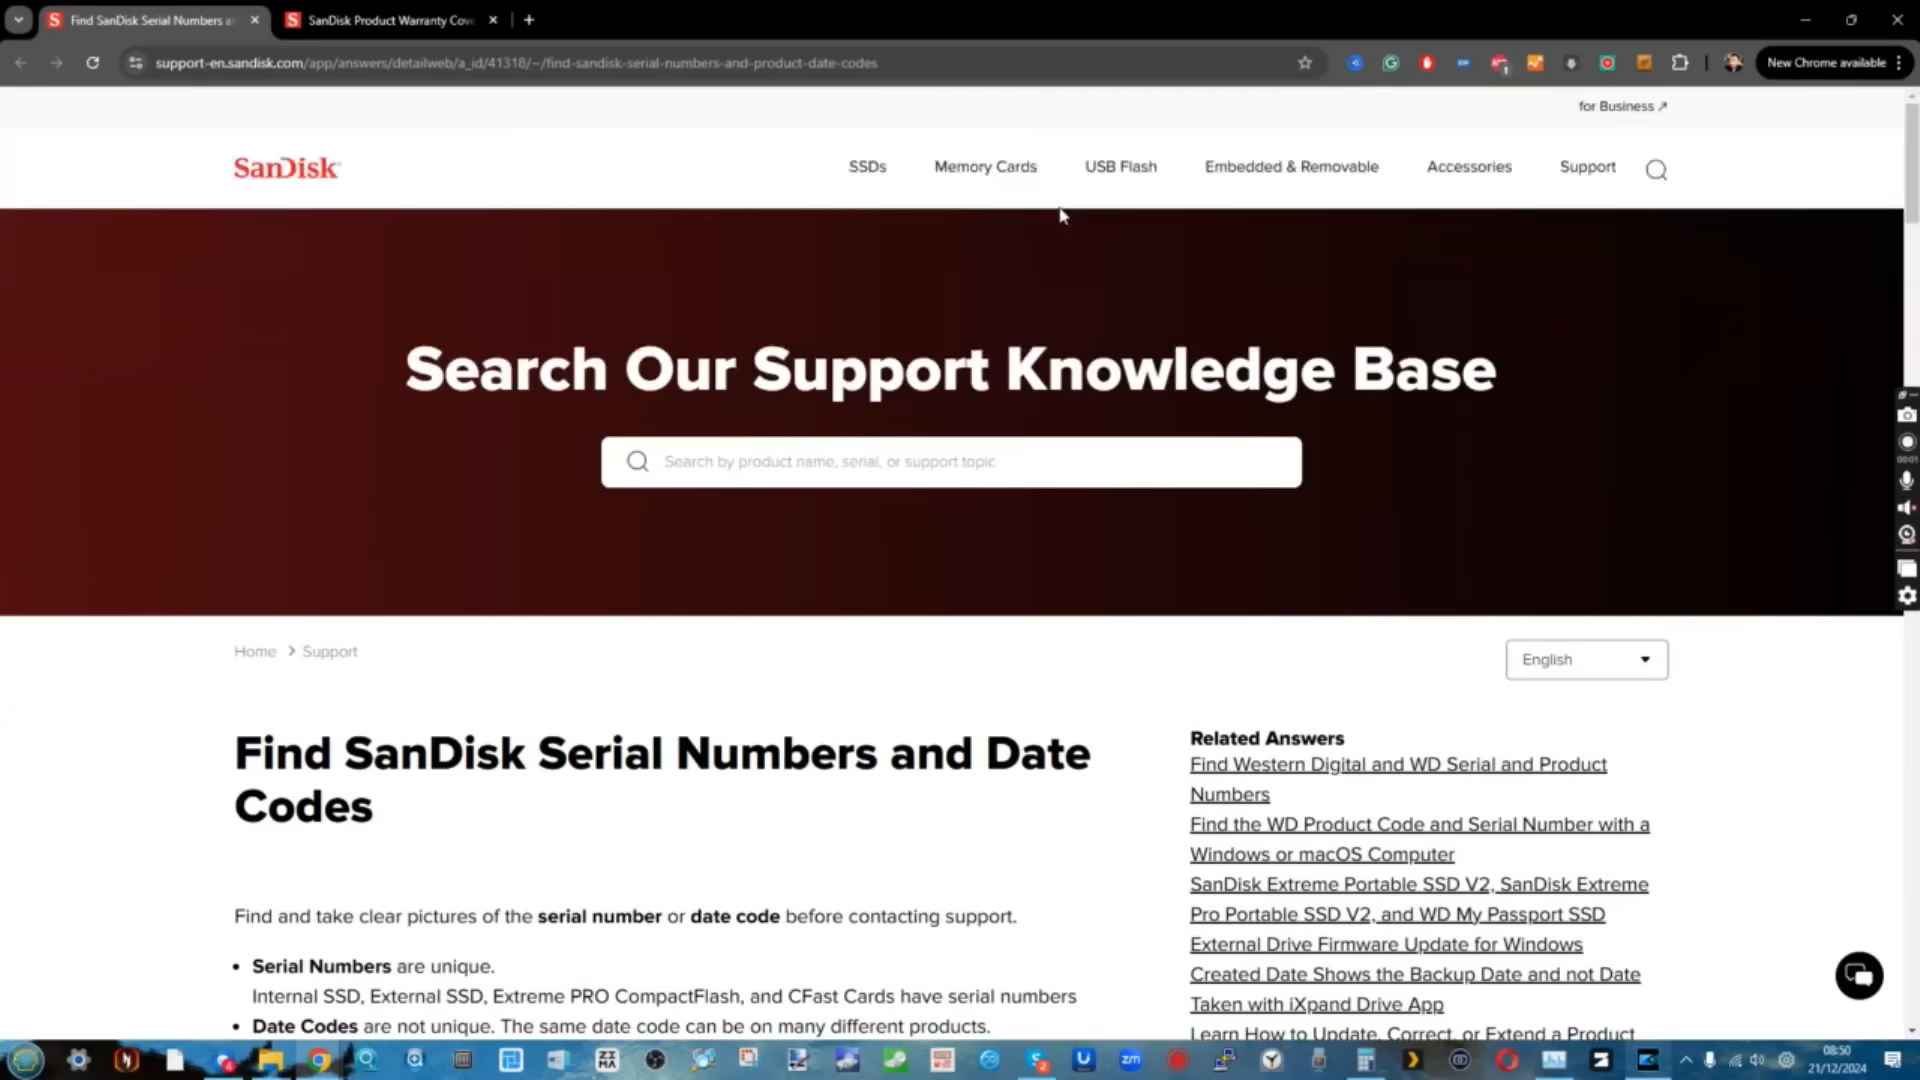 Find SanDisk Serial Numbers a
SanDisk Product Warranty Cov
support-en.sandisk.com/app/answers/detailweb/a_id/41318/~/find-sandisk-serial-numbers-and-product-date-codes
New Chrome available
for Business ↗
SanDisk
SSDs
Memory Cards
USB Flash
Embedded & Removable
Accessories
Support
Search Our Support Knowledge Base
Search by product name, serial, or support topic
00:01
Home > Support
English
Find SanDisk Serial Numbers and Date
Codes
Find and take clear pictures of the serial number or date code before contacting support.
• Serial Numbers are unique.
Internal SSD, External SSD, Extreme PRO CompactFlash, and CFast Cards have serial numbers
• Date Codes are not unique. The same date code can be on many different products.
Related Answers
Find Western Digital and WD Serial and Product
Numbers
Find the WD Product Code and Serial Number with a
Windows or macOS Computer
SanDisk Extreme Portable SSD V2, SanDisk Extreme
Pro Portable SSD V2, and WD My Passport SSD
External Drive Firmware Update for Windows
Created Date Shows the Backup Date and not Date
Taken with iXpand Drive App
Learn How to Update, Correct, or Extend a Product
ZI
MA
zm
08:50
21/12/2024